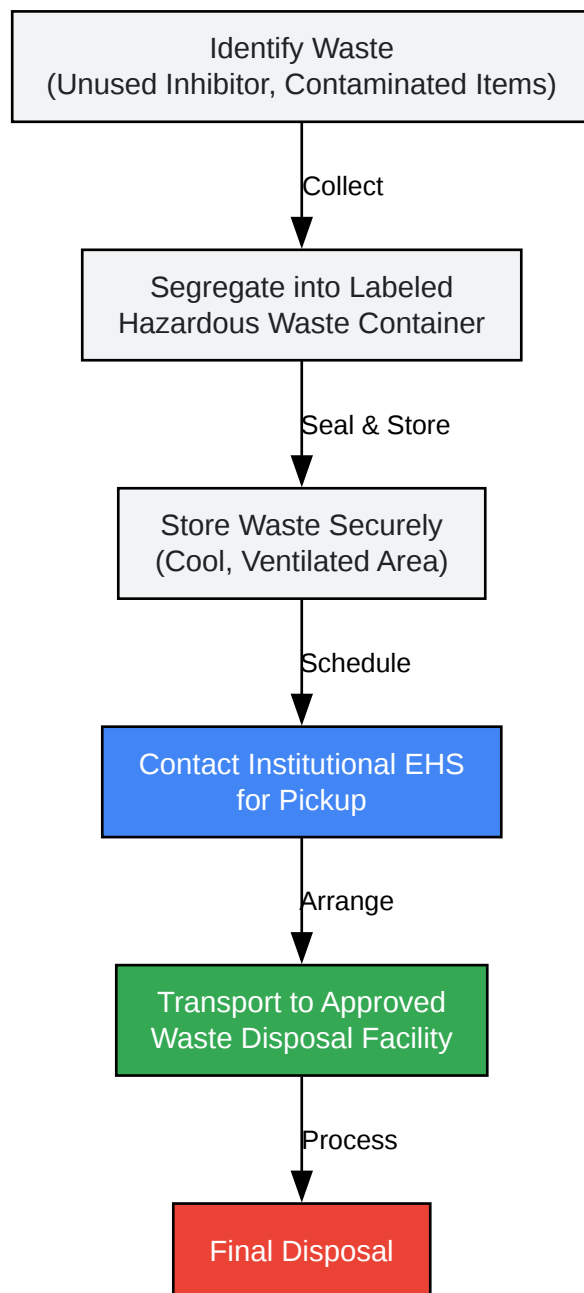 Identify Waste
(Unused Inhibitor, Contaminated Items)
Collect
Segregate into Labeled
Hazardous Waste Container
Seal & Store
Store Waste Securely
(Cool, Ventilated Area)
Schedule
Contact Institutional EHS
for Pickup
Arrange
Transport to Approved
Waste Disposal Facility
Process
Final Disposal